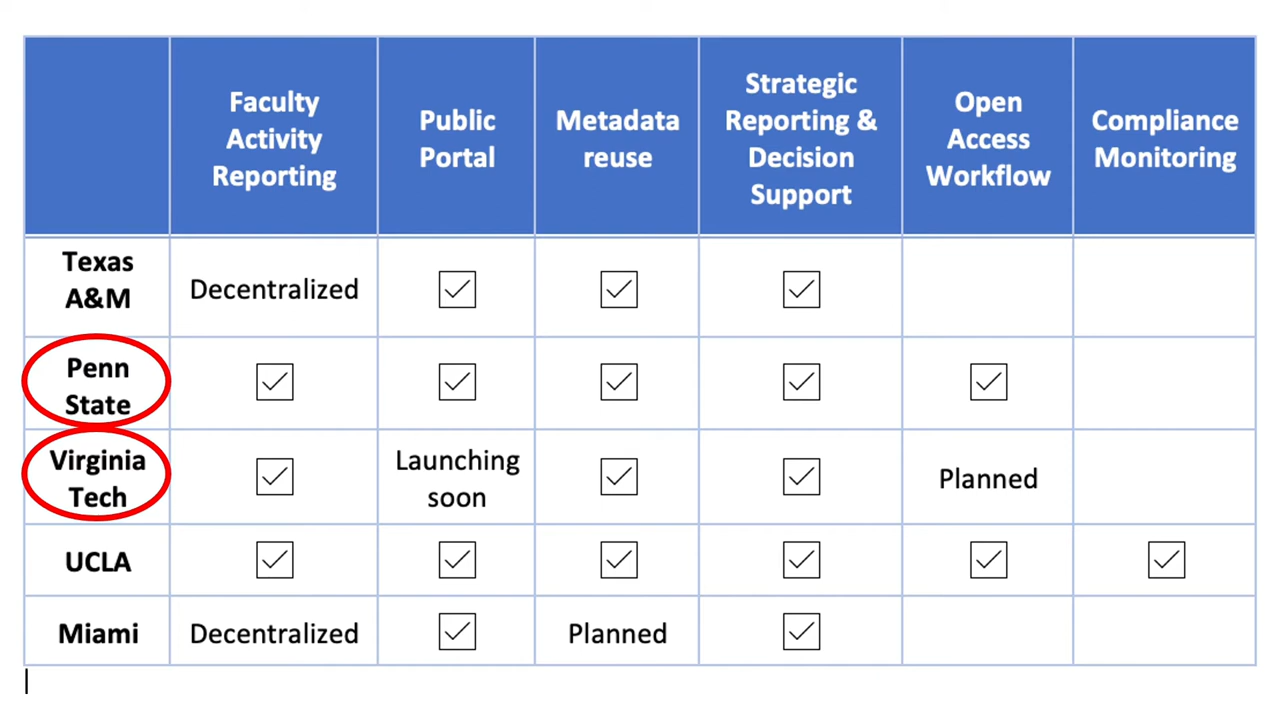 Faculty
Activity
Reporting
Public
Portal
Metadata
reuse
Strategic
Reporting &
Decision
Support
Open
Access
Workflow
Compliance
Monitoring
Texas
A&M
Decentralized
Penn
State
Virginia
Tech
Launching
soon
Planned
UCLA
Miami
Decentralized
Planned